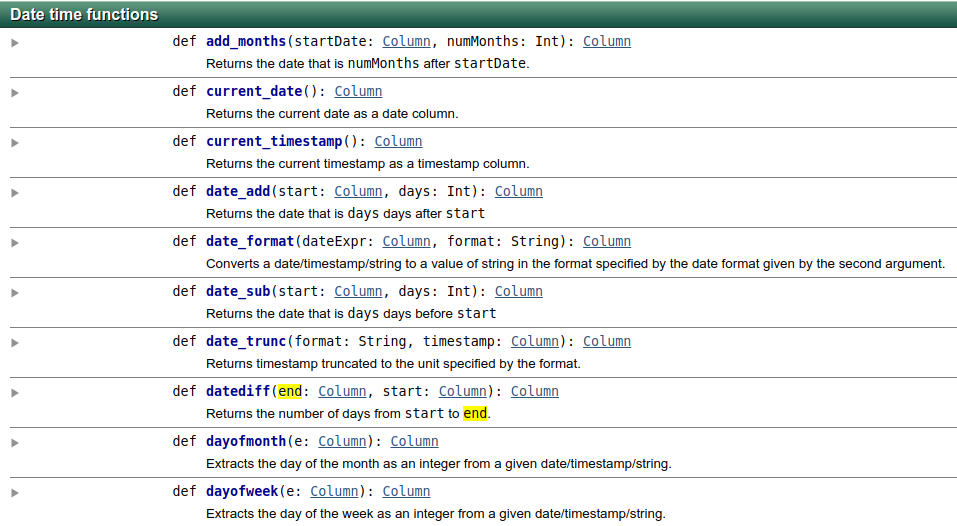 Date time functions
def add_months(startDate: Column, numMonths: Int): Column
Returns the date that is numMonths after startDate.
def current_date(): Column
Returns the current date as a date column.
def current_timestamp(): Column
Returns the current timestamp as a timestamp column.
def date_add(start: Column, days: Int): Column
Returns the date that is days days after start
def date_format(dateExpr: Column, format: String): Column
Converts a date/timestamp/string to a value of string in the format specified by the date format given by the second argument.
def date_sub(start: Column, days: Int): Column
Returns the date that is days days before start
def date_trunc(format: String, timestamp: Column): Column
Returns timestamp truncated to the unit specified by the format.
def datediff(end: Column, start: Column): Column
Returns the number of days from start to end.
def dayofmonth(e: Column): Column
Extracts the day of the month as an integer from a given date/timestamp/string.
def dayofweek(e: Column): Column
Extracts the day of the week as an integer from a given date/timestamp/string.